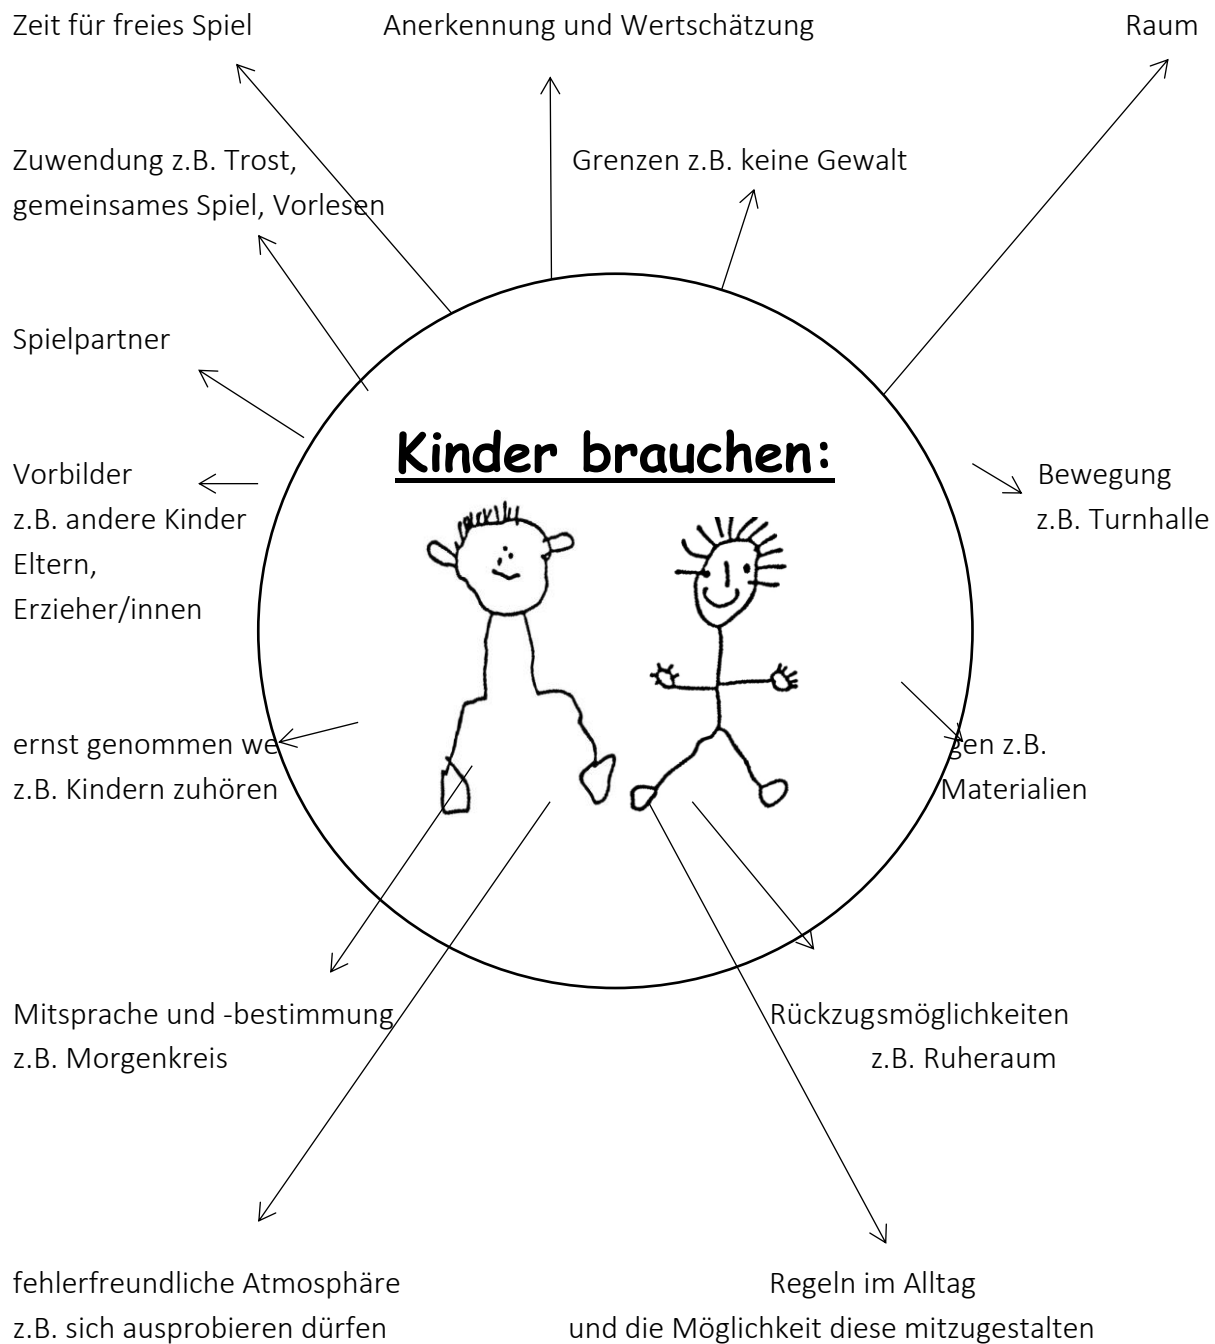 Zeit für freies Spiel
Anerkennung und Wertschätzung
Raum
Zuwendung z.B. Trost,
gemeinsames Spiel, Vorlesen
Grenzen z.B. keine Gewalt
Spielpartner
Kinder brauchen:
Vorbilder
z.B. andere Kinder
Eltern,
Erzieher/innen
Bewegung
z.B. Turnhalle
ernst genommen we
z.B. Kindern zuhören
gen z.B.
Materialien
Mitsprache und -bestimmung
z.B. Morgenkreis
Rückzugsmöglichkeiten
z.B. Ruheraum
fehlerfreundliche Atmosphäre
z.B. sich ausprobieren dürfen
Regeln im Alltag
und die Möglichkeit diese mitzugestalten